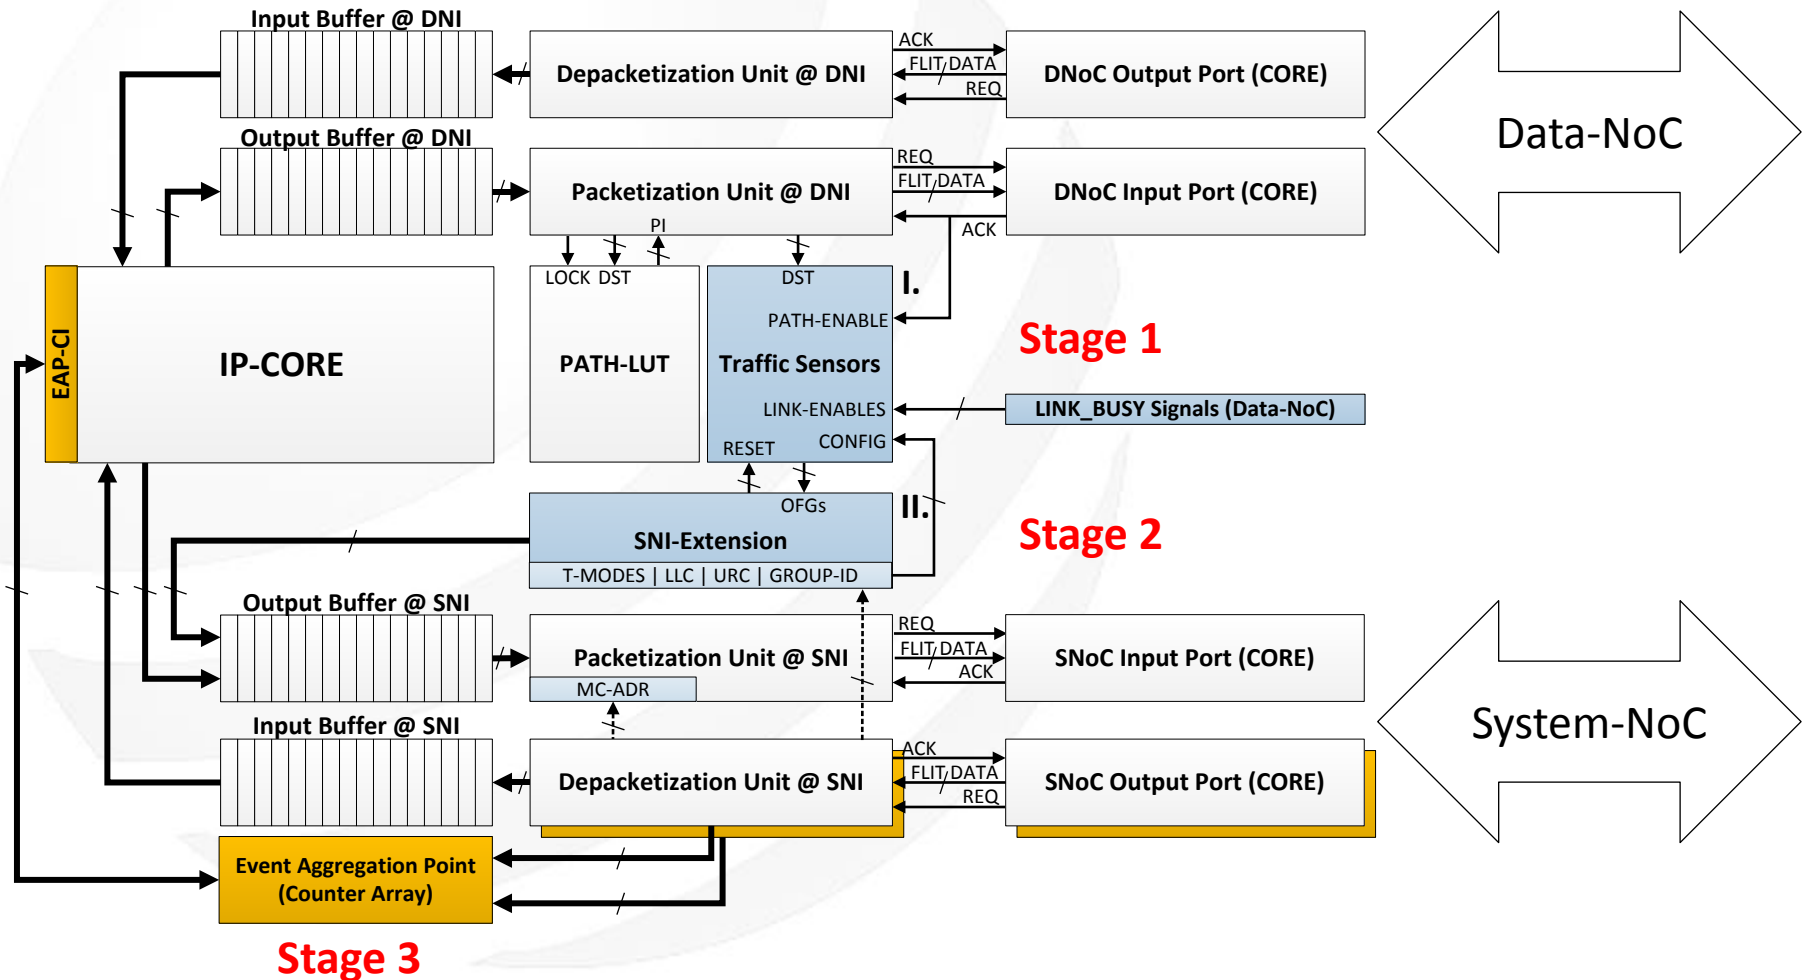 Input Buffer @ DNI
Depacketization Unit @ DNI
ACK
FLIT DATA
REQ
DNoC Output Port (CORE)
Data-NoC
Output Buffer @ DNI
Packetization Unit @ DNI
PI
REQ
FLIT DATA
ACK
DNoC Input Port (CORE)
EAP-CI
IP-CORE
LOCK DST
PATH-LUT
DST
I.
PATH-ENABLE
Traffic Sensors
LINK-ENABLES
CONFIG
RESET
Stage 1
LINK_BUSY Signals (Data-NoC)
OFGs
II.
SNI-Extension
T-MODES | LLC | URC | GROUP-ID
Stage 2
Output Buffer @ SNI
Packetization Unit @ SNI
MC-ADR
REQ
FLIT DATA
ACK
SNoC Input Port (CORE)
System-NoC
Input Buffer @ SNI
Depacketization Unit @ SNI
ACK
FLIT DATA
REQ
SNoC Output Port (CORE)
Event Aggregation Point
(Counter Array)
Stage 3